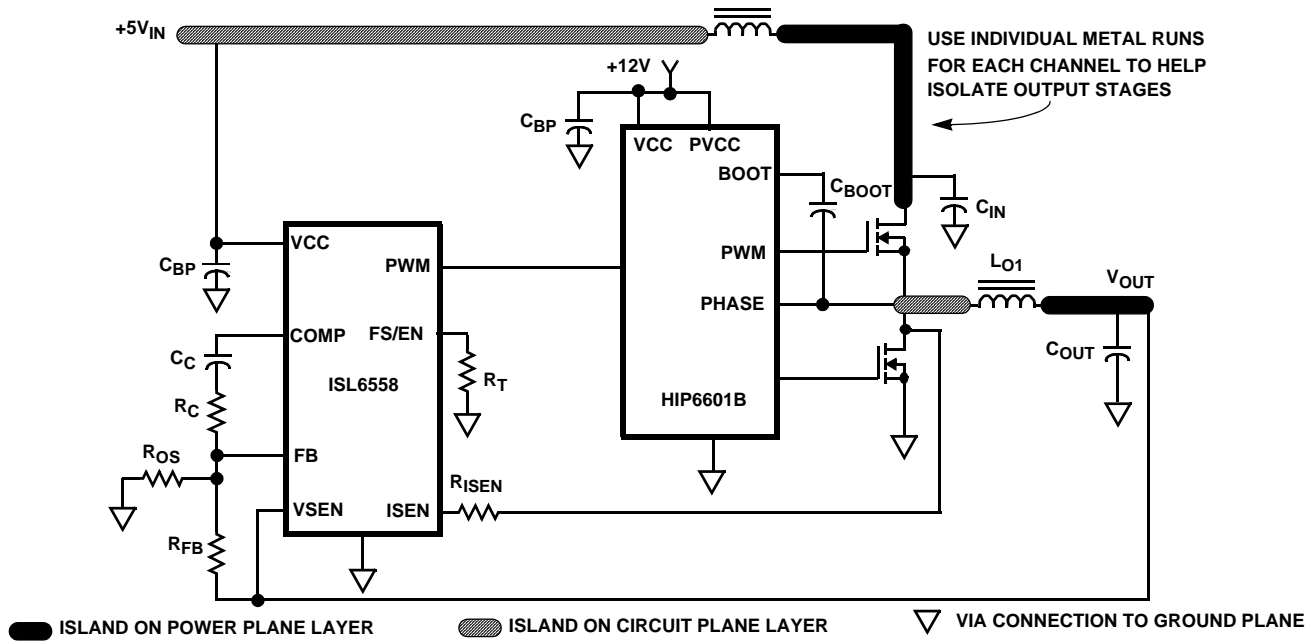 +5VIN
USE INDIVIDUAL METAL RUNS
FOR EACH CHANNEL TO HELP
ISOLATE OUTPUT STAGES
+12V
CBP
VCC PVCC
BOOT
CBOOT
CIN
VCC
CBP
PWM
PWM
LO1
VOUT
PHASE
COMP
FS/EN
CC
RT
COUT
ISL6558
RC
HIP6601B
ROS
FB
RISEN
VSEN
ISEN
RFB
ISLAND ON POWER PLANE LAYER
ISLAND ON CIRCUIT PLANE LAYER
VIA CONNECTION TO GROUND PLANE